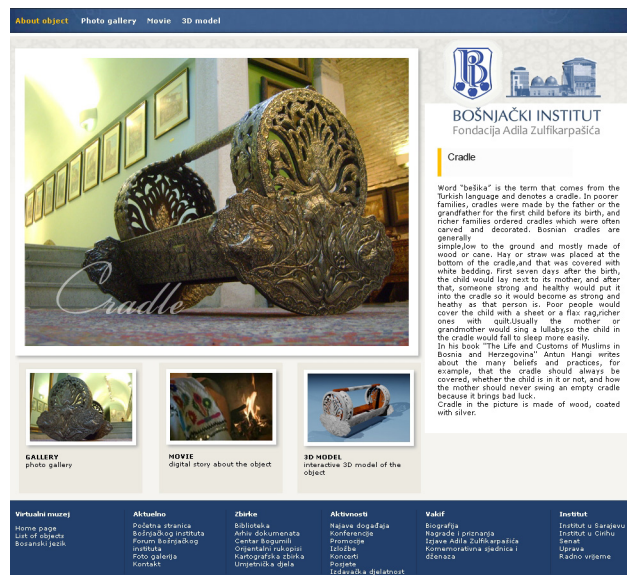 About object Photo gallery Movie 3D model
BOŠNJAČKI INSTITUT
Fondacija Adila Zulfikarpašića
Cradle
Cradle
Word "bešika" is the term that comes from the
Turkish language and denotes a cradle. In poorer
families, cradles were made by the father or the
grandfather for the first child before its birth, and
richer families ordered cradles which were often
carved and decorated. Bosnian cradles are
generally
simple,low to the ground and mostly made of
wood or cane. Hay or straw was placed at the
bottom of the cradle,and that was covered with
white bedding. First seven days after the birth,
the child would lay next to its mother, and after
that, someone strong and healthy would put it
into the cradle so it would become as strong and
heathy as that person is. Poor people would
cover the child with a sheet or a flax rag,richer
ones with quilt.Usually the mother or
grandmother would sing a lullaby,so the child in
the cradle would fall to sleep more easily.
In his book "The Life and Customs of Muslims in
Bosnia and Herzegovina" Antun Hangi writes
about the many beliefs and practices, for
example, that the cradle should always be
covered, whether the child is in it or not, and how
the mother should never swing an empty cradle
because it brings bad luck.
Cradle in the picture is made of wood, coated
with silver.
GALLERY
photo gallery
MOVIE
digital story about the object
3D MODEL
interactive 3D model of the
object
Virtualni muzej
Home page
List of objects
Bosanski jezik
Aktuelno
Početna stranica
Bošnjačkog instituta
Forum Bošnjačkog
instituta
Foto galerija
Kontakt
Zbirke
Biblioteka
Arhiv dokumenata
Centar Bogumili
Orijentalni rukopisi
Kartografska zbirka
Umjetnička djela
Aktivnosti
Najave događaja
Konferencije
Promocije
Izložbe
Koncerti
Posjete
Izdavačka djelatnost
Vakif
Biografija
Nagrade i priznanja
Izjave Adila Zulfikarpašića
Komemorativna sjednica i
dženaza
Institut
Institut u Sarajevu
Institut u Cirihu
Senat
Uprava
Radno vrijeme